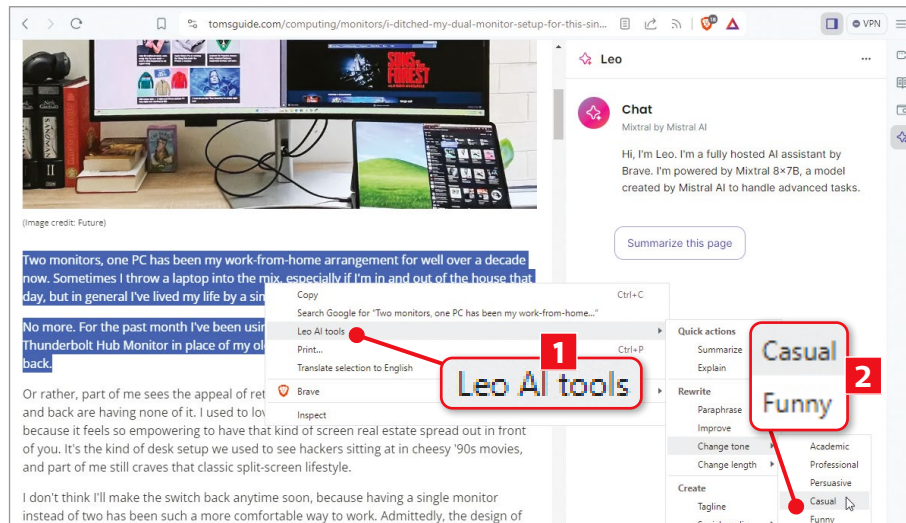 tomsguide.com/computing/monitors/i-ditched-my-dual-monitor-setup-for-this-sin...
VPN
SONS OF THE
FOREST
II
(Image credit: Future)
Two monitors, one PC has been my work-from-home arrangement for well over a decade
now. Sometimes I throw a laptop into the mix, especially if I'm in and out of the house that
day, but in general I've lived my life by a sin
No more. For the past month I've been usin
Thunderbolt Hub Monitor in place of my ol
back.
Or rather, part of me sees the appeal of ret
and back are having none of it. I used to lov
because it feels so empowering to have that kind of screen real estate spread out in front
of you. It's the kind of desk setup we used to see hackers sitting at in cheesy '90s movies,
and part of me still craves that classic split-screen lifestyle.
I don't think I'll make the switch back anytime soon, because having a single monitor
instead of two has been such a more comfortable way to work. Admittedly, the design of
Copy Ctrl+C
Search Google for "Two monitors, one PC has been my work-from-home..."
Leo AI tools
Print... Ctrl+P
Translate selection to English
Brave
Inspect
1
Leo AI tools
Leo
Chat
Mixtral by Mistral AI
Hi, I'm Leo. I'm a fully hosted AI assistant by
Brave. I'm powered by Mixtral 8×7B, a model
created by Mistral AI to handle advanced tasks.
Summarize this page
Quick actions
Summarize
Explain
Rewrite
Paraphrase
Improve
Change tone
Change length
Create
Tagline
Academic
Professional
Persuasive
Casual
Funny
2
Casual
Funny